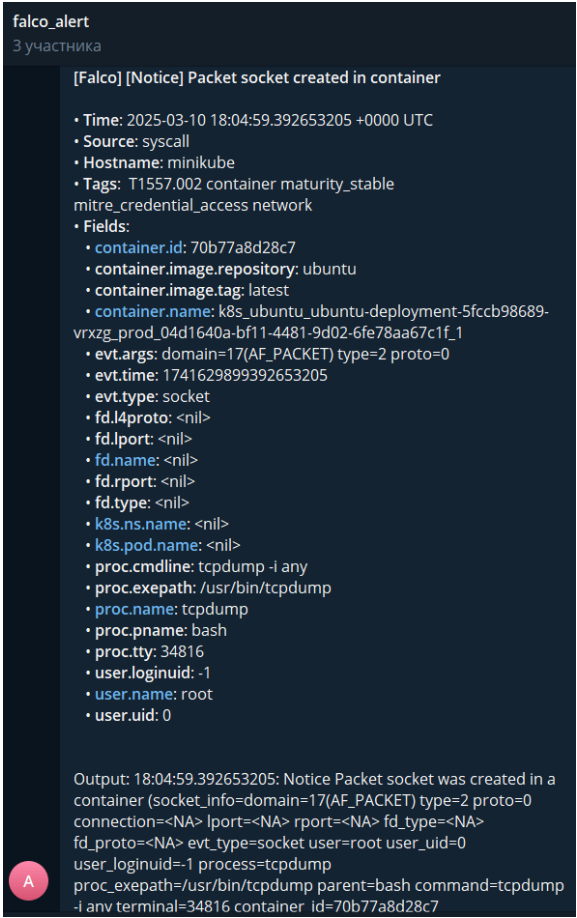 falco_alert
3 участника
[Falco] [Notice] Packet socket created in container
• Time: 2025-03-10 18:04:59.392653205 +0000 UTC
• Source: syscall
• Hostname: minikube
• Tags:  T1557.002 container maturity_stable
mitre_credential_access network
• Fields:
• container.id: 70b77a8d28c7
• container.image.repository: ubuntu
• container.image.tag: latest
• container.name: k8s_ubuntu_ubuntu-deployment-5fccb98689-
vrxzg_prod_04d1640a-bf11-4481-9d02-6fe78aa67c1f_1
• evt.args: domain=17(AF_PACKET) type=2 proto=0
• evt.time: 1741629899392653205
• evt.type: socket
• fd.l4proto: <nil>
• fd.lport: <nil>
• fd.name: <nil>
• fd.rport: <nil>
• fd.type: <nil>
• k8s.ns.name: <nil>
• k8s.pod.name: <nil>
• proc.cmdline: tcpdump -i any
• proc.exepath: /usr/bin/tcpdump
• proc.name: tcpdump
• proc.pname: bash
• proc.tty: 34816
• user.loginuid: -1
• user.name: root
• user.uid: 0
Output: 18:04:59.392653205: Notice Packet socket was created in a
container (socket_info=domain=17(AF_PACKET) type=2 proto=0
connection=<NA> lport=<NA> rport=<NA> fd_type=<NA>
fd_proto=<NA> evt_type=socket user=root user_uid=0
user_loginuid=-1 process=tcpdump
proc_exepath=/usr/bin/tcpdump parent=bash command=tcpdump
-i any terminal=34816 container_id=70b77a8d28c7
A